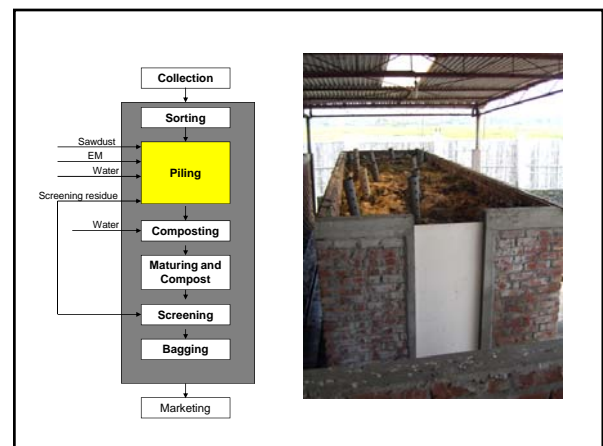 Collection
Sorting
Sawdust
EM
Water
Piling
Screening residue
Water
Composting
Maturing and
Compost
Screening
Bagging
Marketing